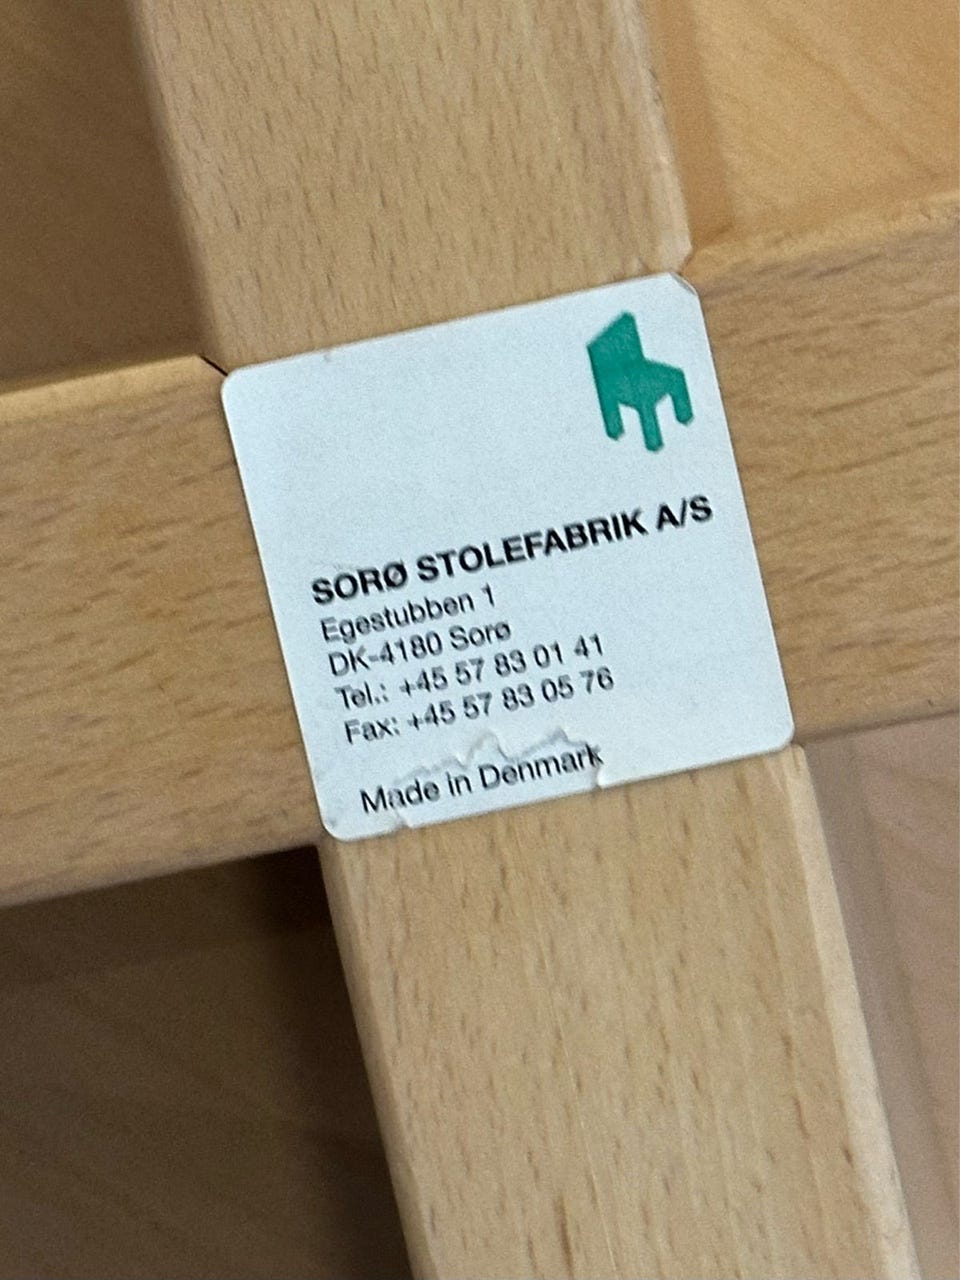 SORØ STOLEFABRIK A/S
Egestubben 1
DK-4180 Sorø
Tel.: +45 57 83 01 41
Fax: +45 57 83 05 76
Made in Denmark